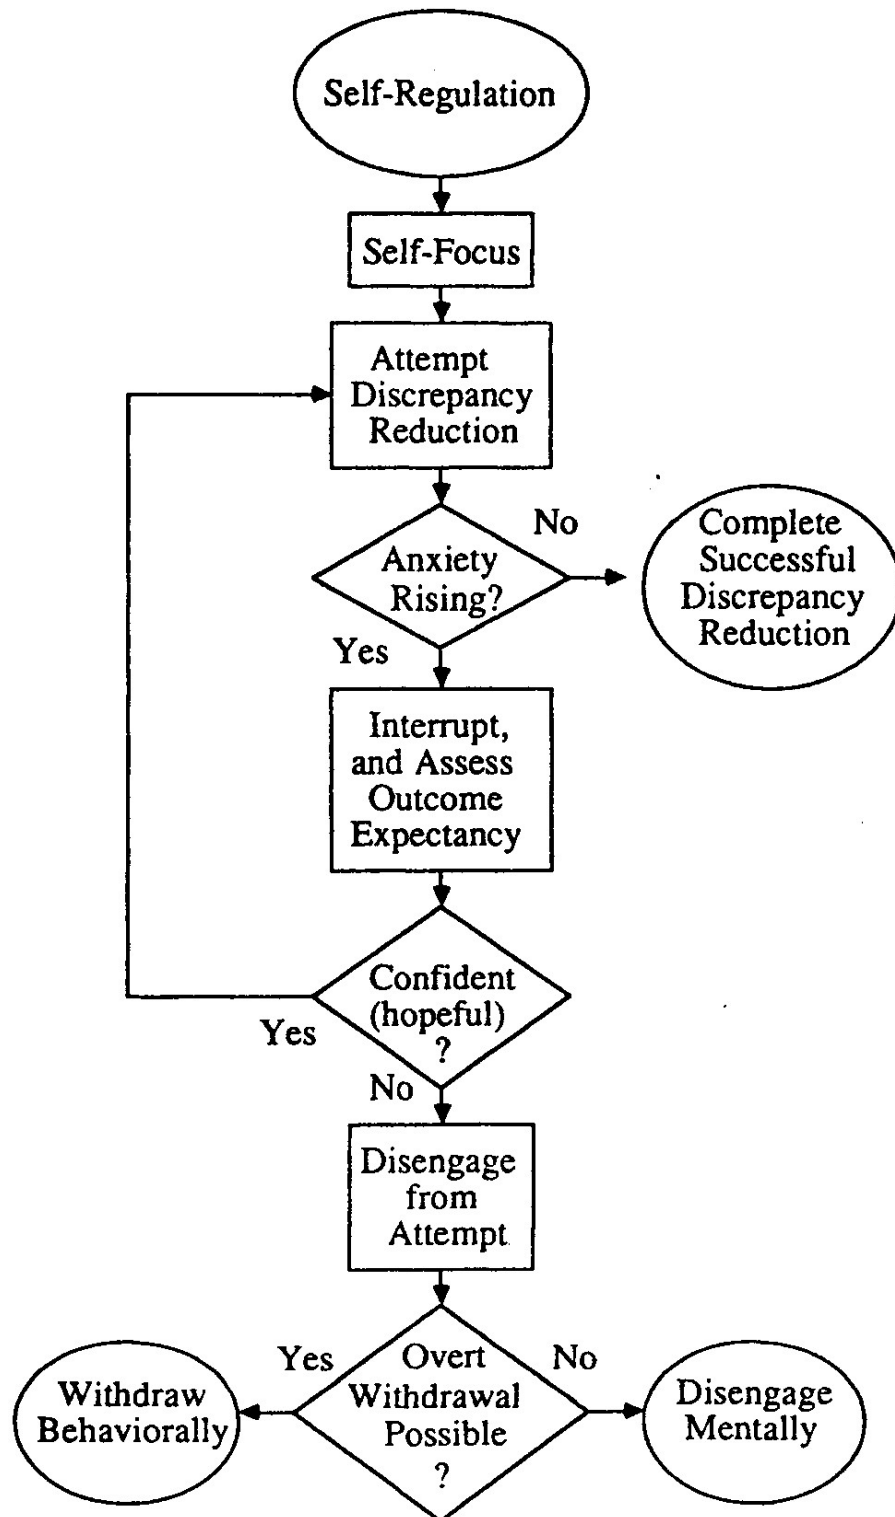 Self-Regulation
Self-Focus
Attempt
Discrepancy
Reduction
Anxiety
Rising?
No
Complete
Successful
Discrepancy
Reduction
Yes
Interrupt,
and Assess
Outcome
Expectancy
Confident
(hopeful)
?
Yes
No
Disengage
from
Attempt
Overt
Withdrawal
Possible
?
Yes
No
Withdraw
Behaviorally
Disengage
Mentally